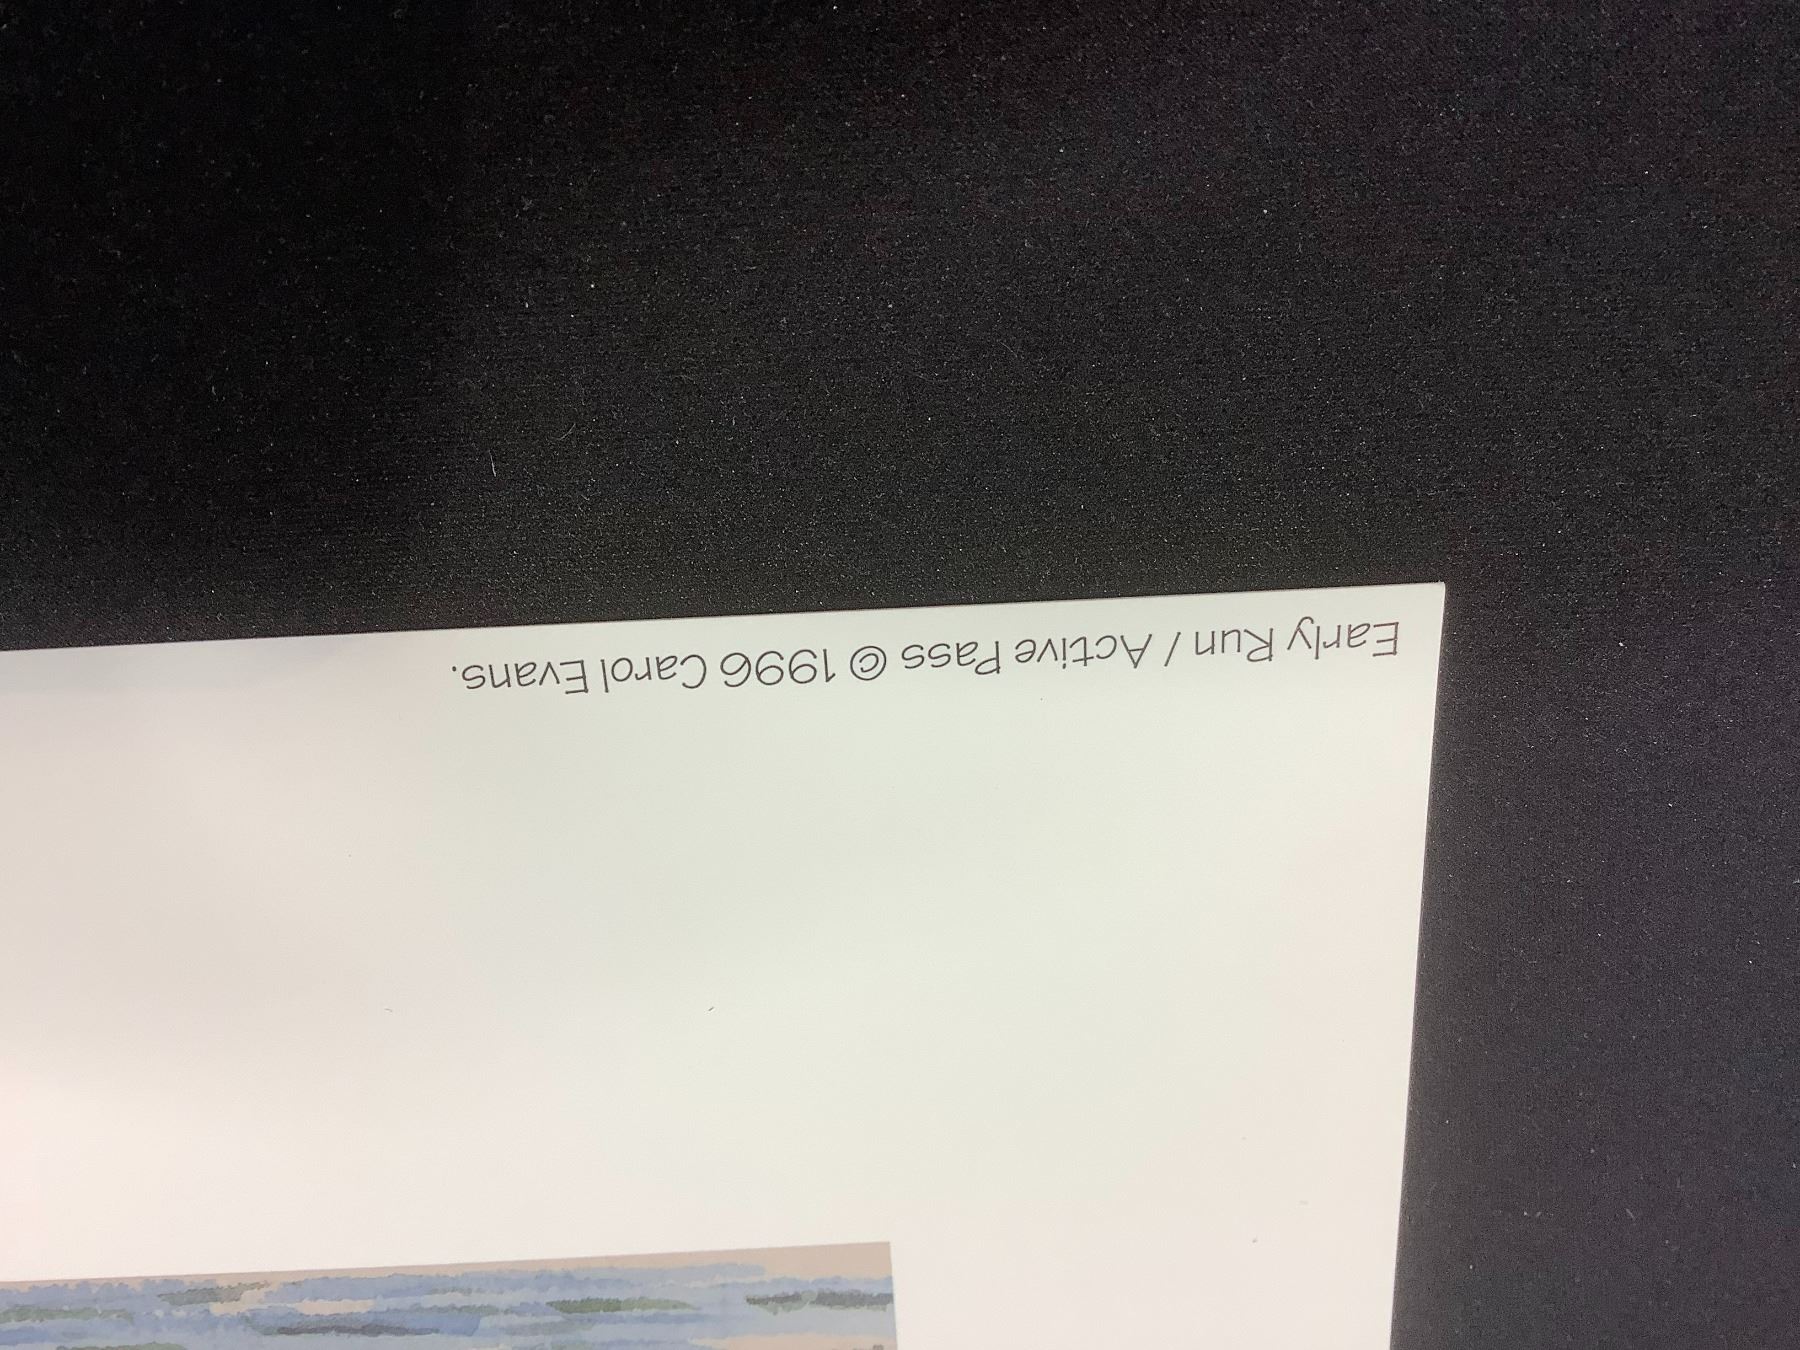 Early Run / Active Pass © 1996 Carol Evans.